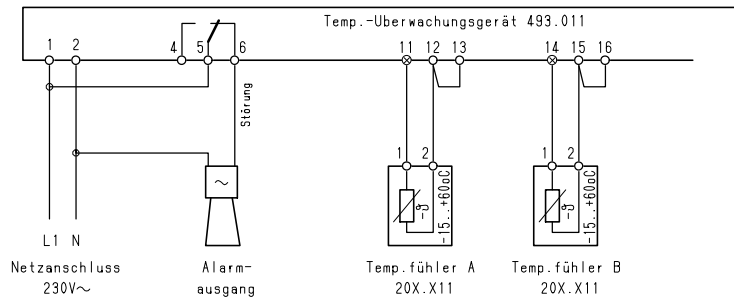 Temp.-Uberwachungsgerät 493.011
1 2 4 5 6 11 12 13 14 15 16
Störung
1 2 1 2
~
-ϑ
-15...+60oC
-ϑ
-15...+60oC
L1 N
Netzanschluss
230V~
Alarm-
ausgang
Temp.fühler A
20X.X11
Temp.fühler B
20X.X11